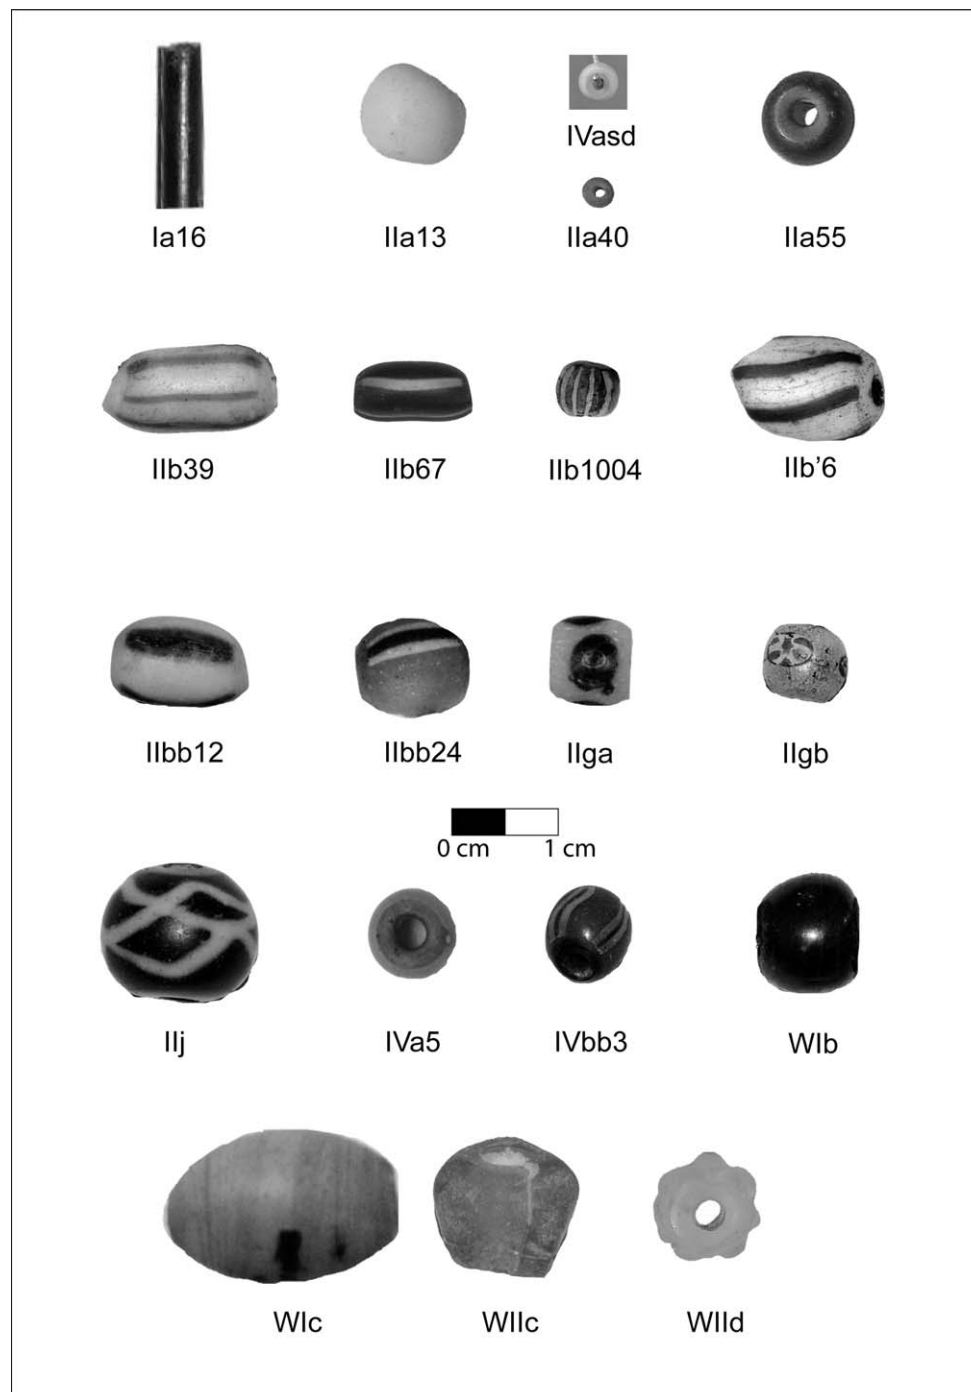 IVasd
Ia16
IIa13
IIa40
IIa55
IIb39
IIb67
IIb1004
IIb’6
IIbb12
IIbb24
IIga
IIgb
0 cm 1 cm
IIj
IVa5
IVbb3
WIb
WIc
WIIc
WIId